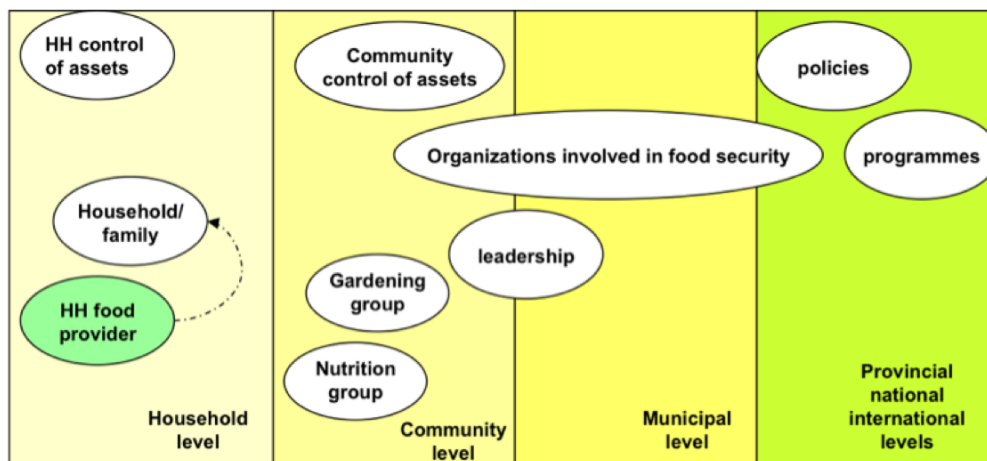 HH control
of assets
Community
control of assets
policies
Organizations involved in food security
programmes
Household/
family
leadership
Gardening
group
HH food
provider
Nutrition
group
Household
level
Community
level
Municipal
level
Provincial
national
international
levels